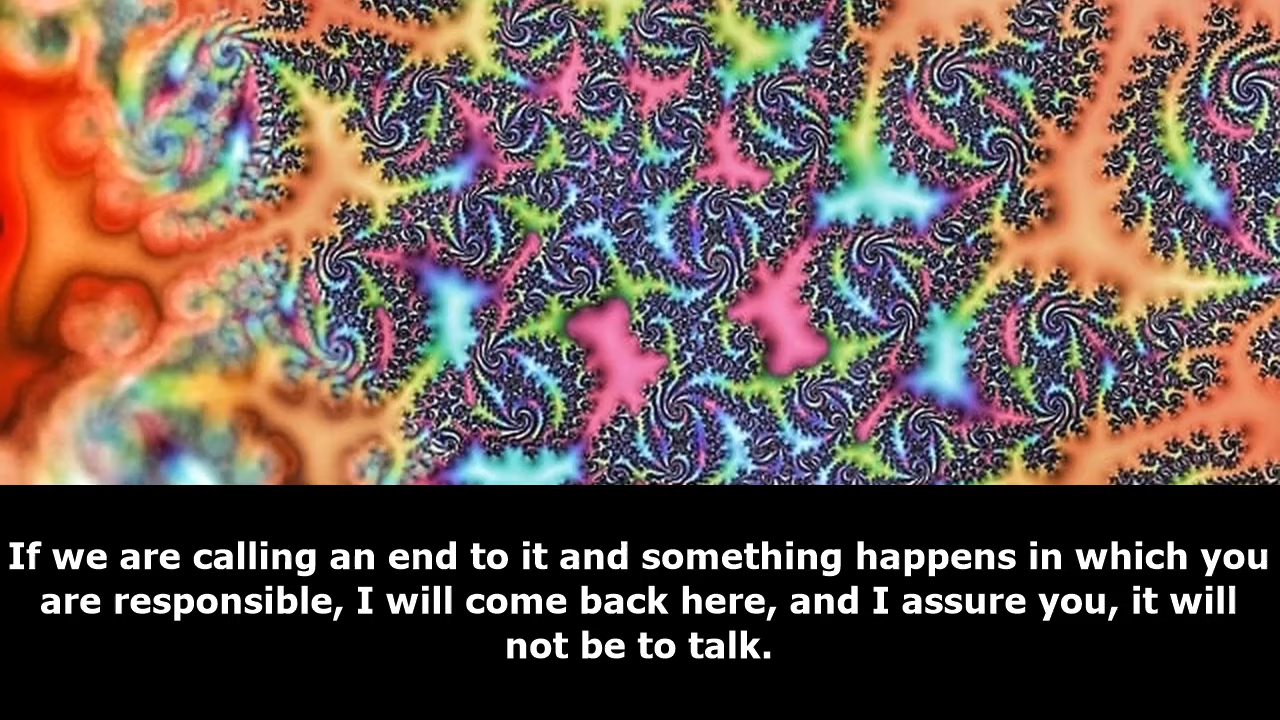 If we are calling an end to it and something happens in which you
are responsible, I will come back here, and I assure you, it will
not be to talk.